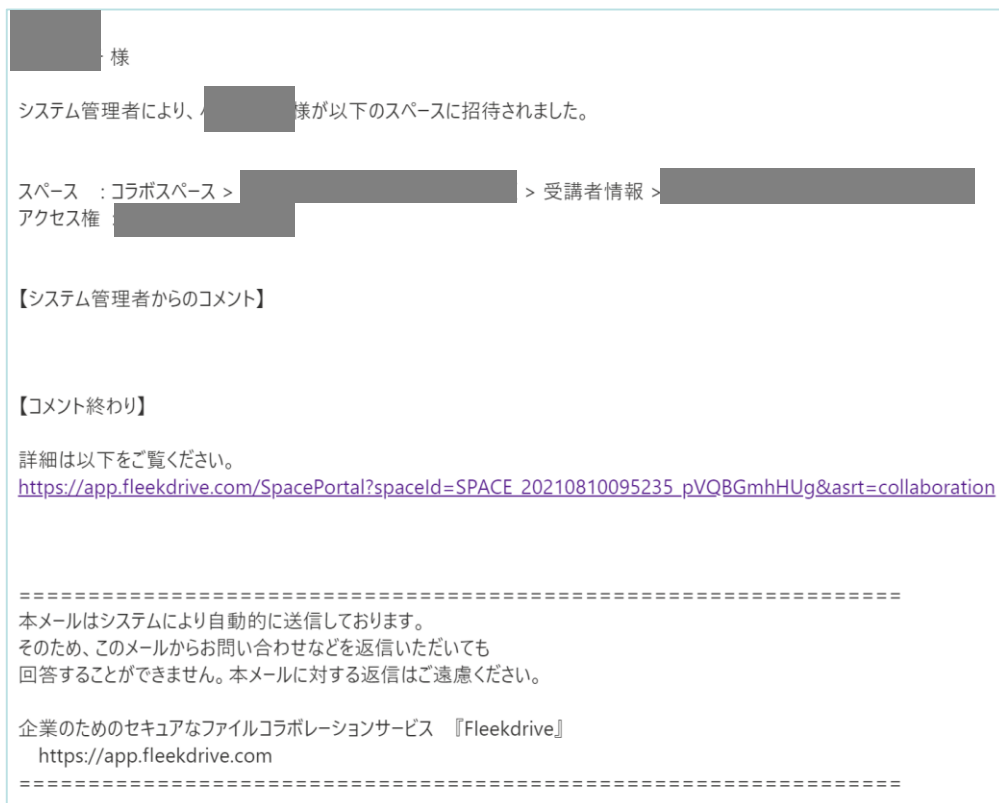 様
システム管理者により、 様が以下のスペースに招待されました。
スペース : コラボスペース > > 受講者情報 >
アクセス権 :
【システム管理者からのコメント】
【コメント終わり】
詳細は以下をご覧ください。
https://app.fleekdrive.com/SpacePortal?spaceId=SPACE_20210810095235_pVQBGmhHUg&asrt=collaboration
================================================================
本メールはシステムにより自動的に送信しております。
そのため、このメールからお問い合わせなどを返信いただいても
回答することができません。本メールに対する返信はご遠慮ください。
企業のためのセキュアなファイルコラボレーションサービス 『Fleekdrive』
https://app.fleekdrive.com
================================================================